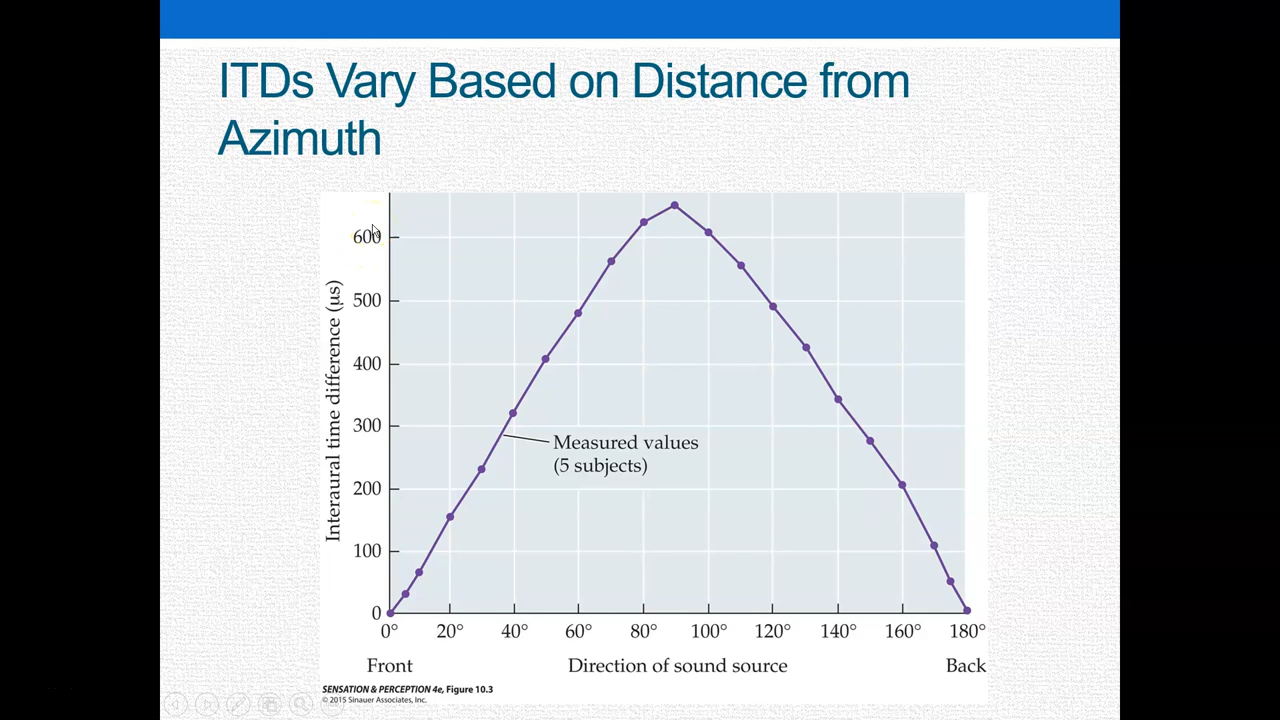 ITDs Vary Based on Distance from
Azimuth
600
500
400
300
200
100
0
Interaural time difference (µs)
Measured values
(5 subjects)
0° 20° 40° 60° 80° 100° 120° 140° 160° 180°
Front Direction of sound source Back
SENSATION & PERCEPTION 4e, Figure 10.3
© 2015 Sinauer Associates, Inc.